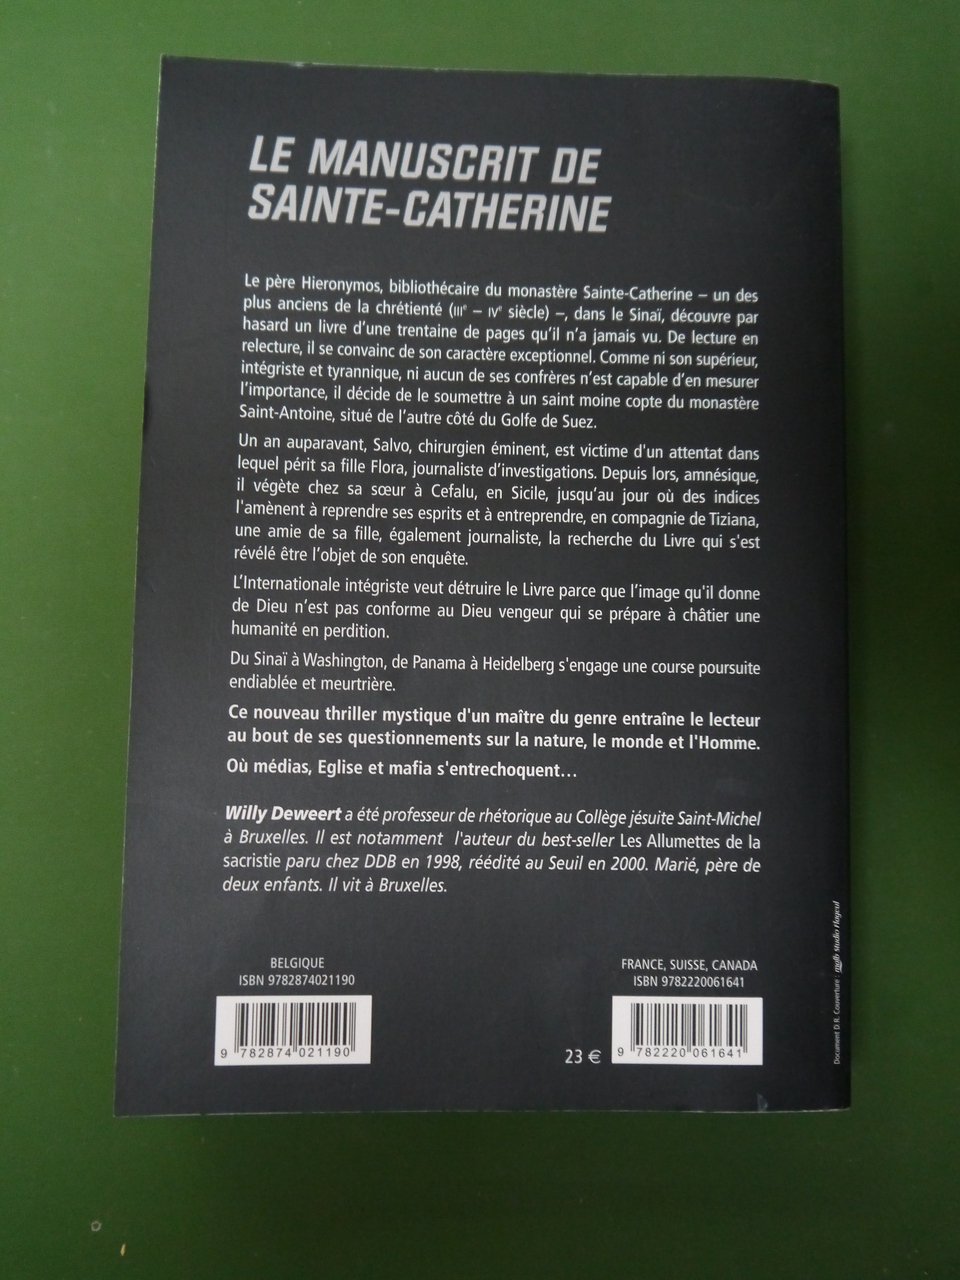 LE MANUSCRIT DE
SAINTE-CATHERINE
Le père Hieronymos, bibliothécaire du monastère Sainte-Catherine – un des
plus anciens de la chrétienté (IIIe – IVe siècle) –, dans le Sinaï, découvre par
hasard un livre d'une trentaine de pages qu'il n'a jamais vu. De lecture en
relecture, il se convainc de son caractère exceptionnel. Comme ni son supérieur,
intégriste et tyrannique, ni aucun de ses confrères n'est capable d'en mesurer
l'importance, il décide de le soumettre à un saint moine copte du monastère
Saint-Antoine, situé de l'autre côté du Golfe de Suez.
Un an auparavant, Salvo, chirurgien éminent, est victime d'un attentat dans
lequel périt sa fille Flora, journaliste d'investigations. Depuis lors, amnésique,
il végète chez sa sœur à Cefalu, en Sicile, jusqu'au jour où des indices
l'amènent à reprendre ses esprits et à entreprendre, en compagnie de Tiziana,
une amie de sa fille, également journaliste, la recherche du Livre qui s'est
révélé être l'objet de son enquête.
L'Internationale intégriste veut détruire le Livre parce que l'image qu'il donne
de Dieu n'est pas conforme au Dieu vengeur qui se prépare à châtier une
humanité en perdition.
Du Sinaï à Washington, de Panama à Heidelberg s'engage une course poursuite
endiablée et meurtrière.
Ce nouveau thriller mystique d'un maître du genre entraîne le lecteur
au bout de ses questionnements sur la nature, le monde et l'Homme.
Où médias, Eglise et mafia s'entrechoquent...
Willy Deweert a été professeur de rhétorique au Collège jésuite Saint-Michel
à Bruxelles. Il est notamment l'auteur du best-seller Les Allumettes de la
sacristie paru chez DDB en 1998, réédité au Seuil en 2000. Marié, père de
deux enfants. Il vit à Bruxelles.
BELGIQUE
ISBN 9782874021190
9 782874 021190
FRANCE, SUISSE, CANADA
ISBN 9782220061641
23 €
9 782220 061641
Document D.R. Couverture : studio